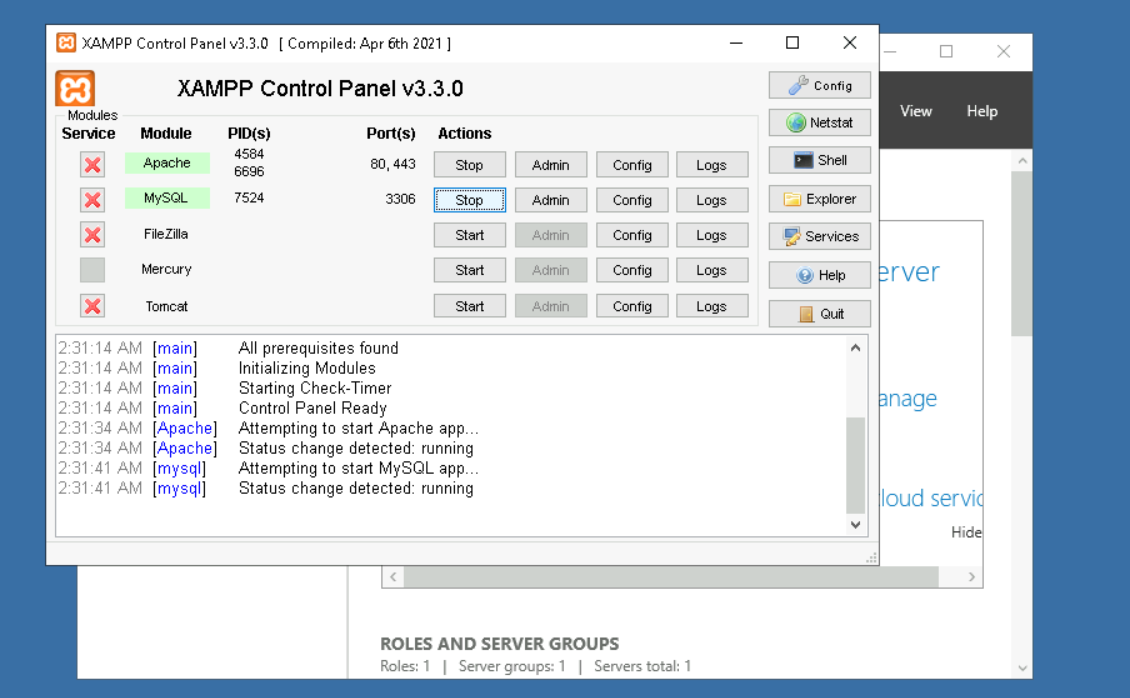 XAMPP Control Panel v3.3.0 [ Compiled: Apr 6th 2021 ]
XAMPP Control Panel v3.3.0
Config
Modules
Service Module PID(s) Port(s) Actions
Netstat
Apache 4584 80, 443 Stop Admin Config Logs
6696
Shell
MySQL 7524 3306 Stop Admin Config Logs
Explorer
FileZilla Start Admin Config Logs
Services
Mercury Start Admin Config Logs
Help
Tomcat Start Admin Config Logs
Quit
2:31:14 AM [main] All prerequisites found
2:31:14 AM [main] Initializing Modules
2:31:14 AM [main] Starting Check-Timer
2:31:14 AM [main] Control Panel Ready
2:31:34 AM [Apache] Attempting to start Apache app...
2:31:34 AM [Apache] Status change detected: running
2:31:41 AM [mysql] Attempting to start MySQL app...
2:31:41 AM [mysql] Status change detected: running
View Help
erver
anage
loud servic
Hide
ROLES AND SERVER GROUPS
Roles: 1 | Server groups: 1 | Servers total: 1